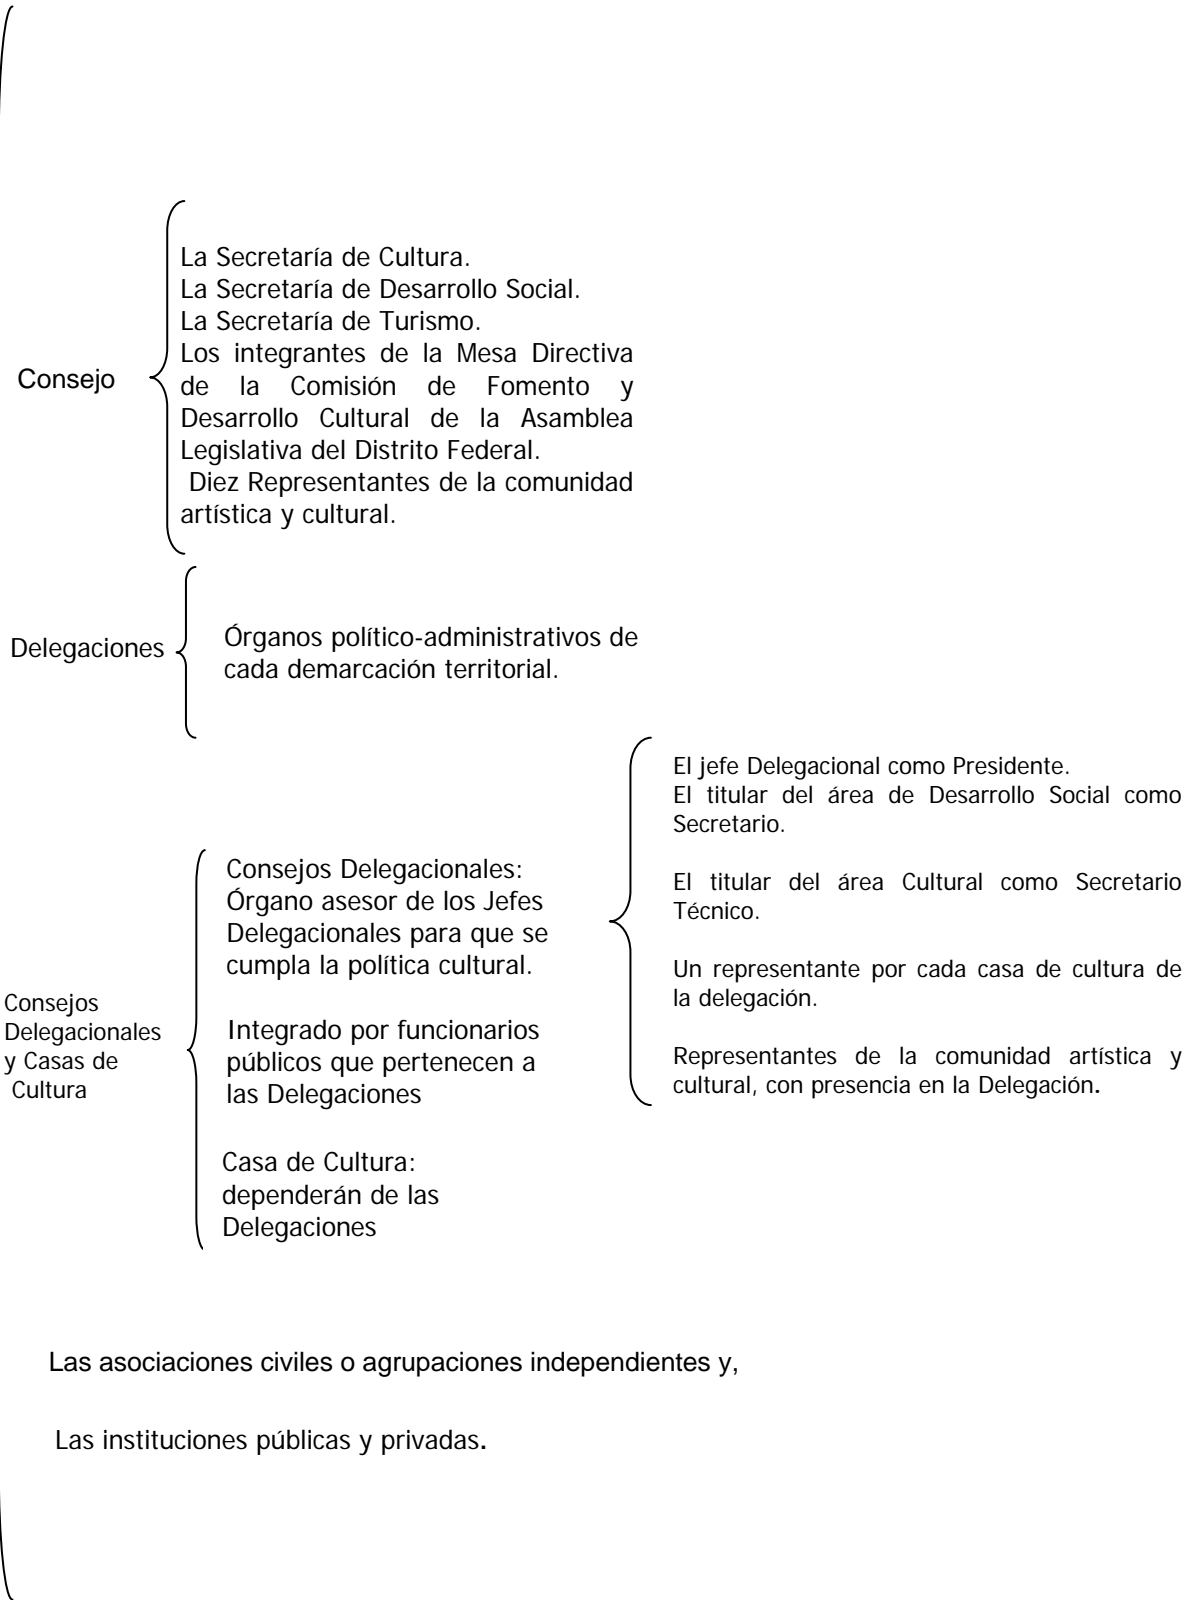 Consejo
La Secretaría de Cultura.
La Secretaría de Desarrollo Social.
La Secretaría de Turismo.
Los integrantes de la Mesa Directiva
de la Comisión de Fomento y
Desarrollo Cultural de la Asamblea
Legislativa del Distrito Federal.
Diez Representantes de la comunidad
artística y cultural.
Delegaciones
Órganos político-administrativos de
cada demarcación territorial.
Consejos
Delegacionales
y Casas de
Cultura
Consejos Delegacionales:
Órgano asesor de los Jefes
Delegacionales para que se
cumpla la política cultural.
Integrado por funcionarios
públicos que pertenecen a
las Delegaciones
Casa de Cultura:
dependerán de las
Delegaciones
El jefe Delegacional como Presidente.
El titular del área de Desarrollo Social como
Secretario.
El titular del área Cultural como Secretario
Técnico.
Un representante por cada casa de cultura de
la delegación.
Representantes de la comunidad artística y
cultural, con presencia en la Delegación.
Las asociaciones civiles o agrupaciones independientes y,
Las instituciones públicas y privadas.